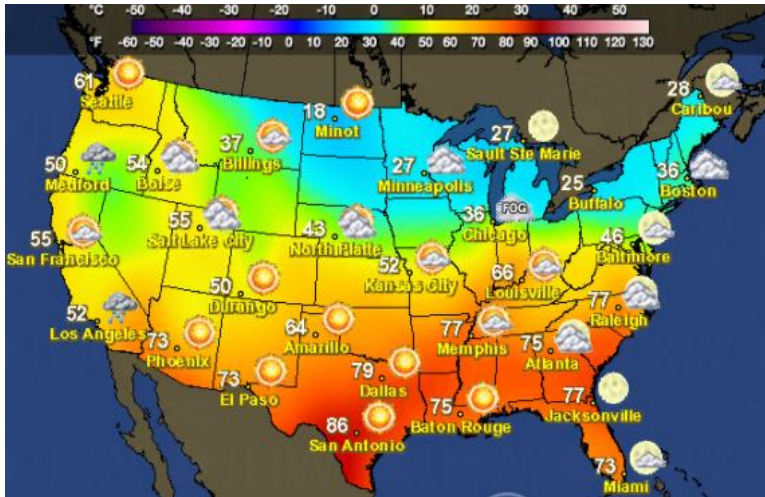 °C -50 -40 -30 -20 -10 0 10 20 30 40 50
°F -60 -50 -40 -30 -20 -10 0 10 20 30 40 50 60 70 80 90 100 110 120 130
61
Seattle
18
Minot
28
Caribou
37
Billings
27
Sault Ste Marie
50
Medford
54
Boise
27
Minneapolis
25
Buffalo
36
Boston
55
Salt Lake City
43
North Platte
FOG
36
Chicago
55
San Francisco
52
Kansas City
66
Louisville
46
Baltimore
50
Durango
77
Raleigh
52
Los Angeles
73
Phoenix
64
Amarillo
77
Memphis
75
Atlanta
73
El Paso
79
Dallas
75
Baton Rouge
77
Jacksonville
86
San Antonio
73
Miami